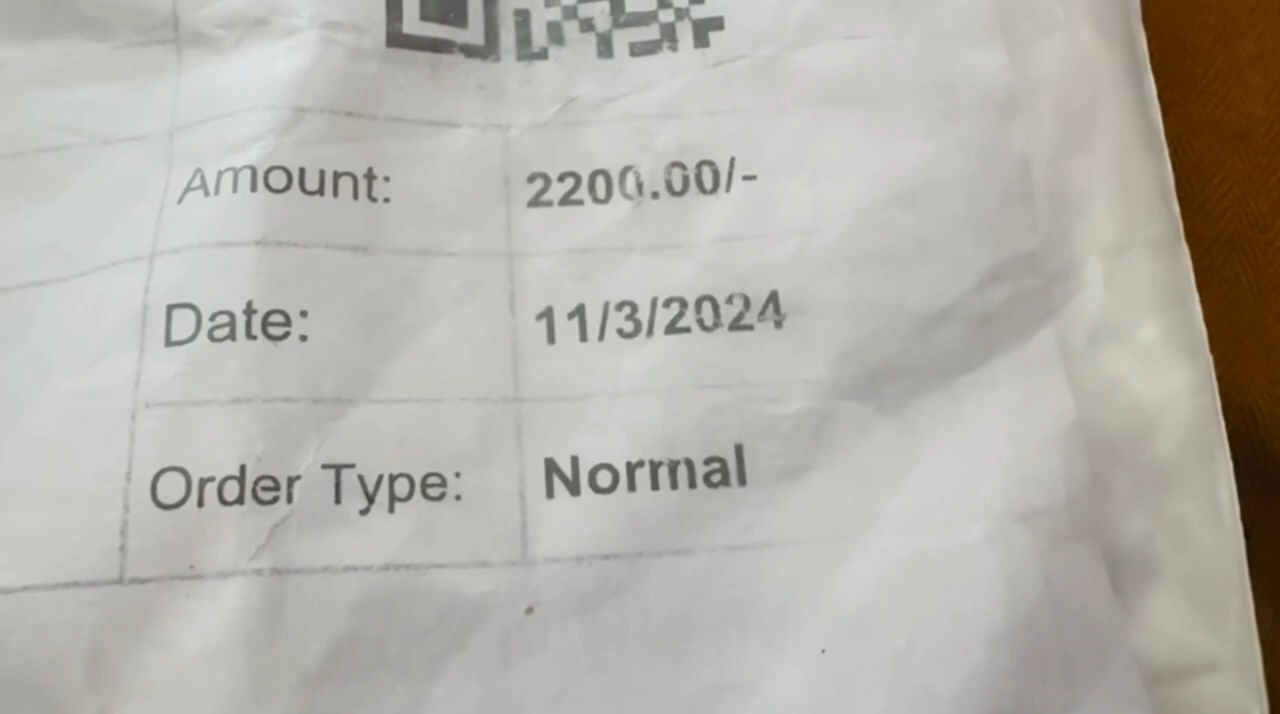 Amount: 2200.00/-
Date: 11/3/2024
Order Type: Normal